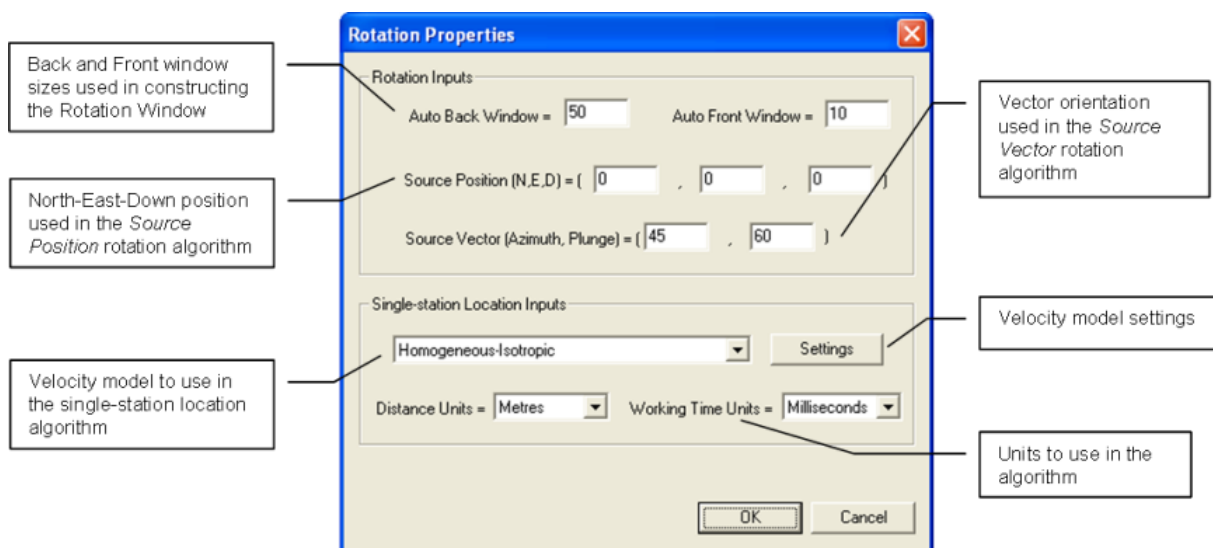 Rotation Properties
Back and Front window
sizes used in constructing
the Rotation Window
North-East-Down position
used in the Source
Position rotation algorithm
Velocity model to use in
the single-station location
algorithm
Rotation Inputs
Auto Back Window = 50 Auto Front Window = 10
Source Position (N,E,D) = ( 0 , 0 , 0 )
Source Vector (Azimuth, Plunge) = ( 45 , 60 )
Single-station Location Inputs
Homogeneous-Isotropic Settings
Distance Units = Metres Working Time Units = Milliseconds
OK Cancel
Vector orientation
used in the Source
Vector rotation
algorithm
Velocity model settings
Units to use in the
algorithm